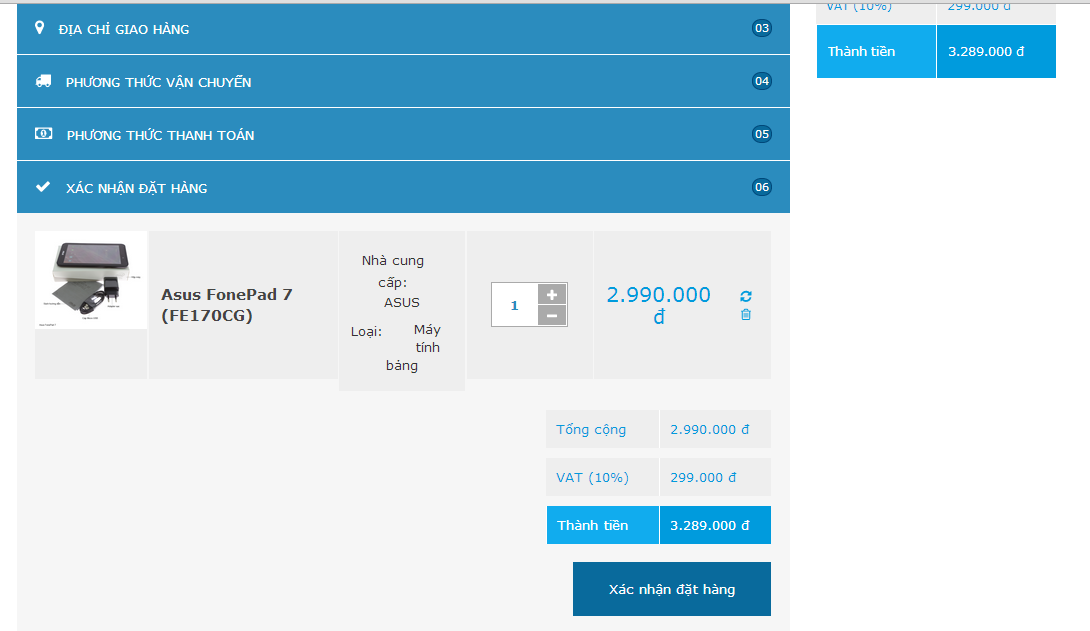 VAT (10%) 299.000 đ
Thành tiền 3.289.000 đ
ĐỊA CHỈ GIAO HÀNG 03
PHƯƠNG THỨC VẬN CHUYỂN 04
PHƯƠNG THỨC THANH TOÁN 05
XÁC NHẬN ĐẶT HÀNG 06
Asus FonePad 7
(FE170CG)
Nhà cung
cấp:
ASUS
Loại: Máy
tính
bảng
1
2.990.000
đ
Tổng cộng 2.990.000 đ
VAT (10%) 299.000 đ
Thành tiền 3.289.000 đ
Xác nhận đặt hàng